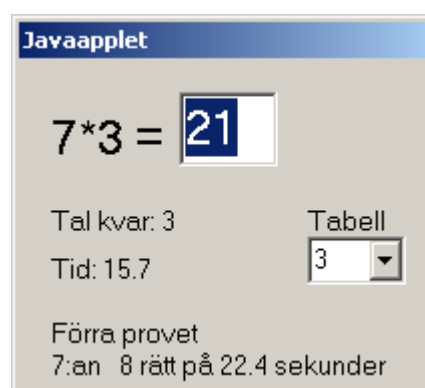 Javaapplet
7*3 = 21
Tal kvar: 3 Tabell
Tid: 15.7 3
Förra provet
7:an 8 rätt på 22.4 sekunder